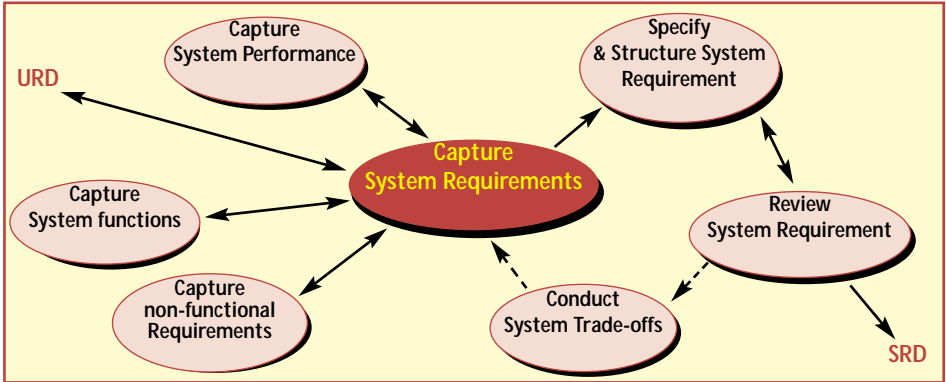 Capture
System Performance
Specify
& Structure System
Requirement
URD
Capture
System Requirements
Capture
System functions
Review
System Requirement
Capture
non-functional
Requirements
Conduct
System Trade-offs
SRD